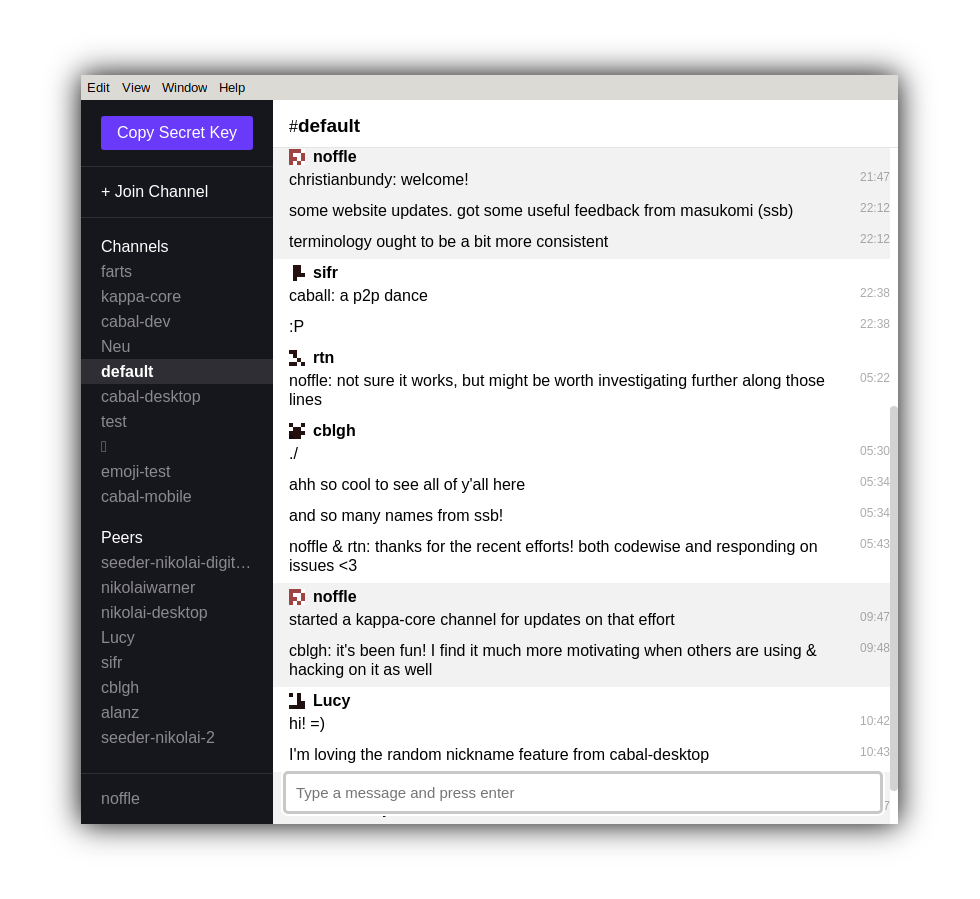 Edit View Window Help
Copy Secret Key
+ Join Channel
Channels
farts
kappa-core
cabal-dev
Neu
default
cabal-desktop
test
emoji-test
cabal-mobile
Peers
seeder-nikolai-digit…
nikolaiwarner
nikolai-desktop
Lucy
sifr
cblgh
alanz
seeder-nikolai-2
noffle
#default
noffle
christianbundy: welcome! 21:47
some website updates. got some useful feedback from masukomi (ssb) 22:12
terminology ought to be a bit more consistent 22:12
sifr
caball: a p2p dance 22:38
:P 22:38
rtn
noffle: not sure it works, but might be worth investigating further along those 05:22
lines
cblgh
./ 05:30
ahh so cool to see all of y'all here 05:34
and so many names from ssb! 05:34
noffle & rtn: thanks for the recent efforts! both codewise and responding on 05:43
issues <3
noffle
started a kappa-core channel for updates on that effort 09:47
cblgh: it's been fun! I find it much more motivating when others are using & 09:48
hacking on it as well
Lucy
hi! =) 10:42
I'm loving the random nickname feature from cabal-desktop 10:43
Type a message and press enter